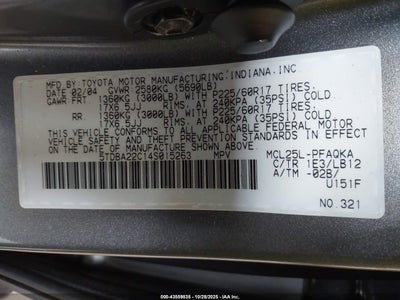 MFD. BY: TOYOTA MOTOR MANUFACTURING, INDIANA, INC
DATE: 02/04 GVWR 2580KG (5690LB)
GAWR FRT 1360KG (3000LB) WITH P225/60R17 TIRES,
17X6.5JJ RIMS, AT 240KPA (35PSI) COLD
RR 1360KG (3000LB) WITH P225/60R17 TIRES,
17X6.5JJ RIMS, AT 240KPA (35PSI) COLD
THIS VEHICLE CONFORMS TO ALL APPLICABLE FEDERAL MOTOR
VEHICLE SAFETY AND THEFT PREVENTION STANDARDS IN EFFECT
ON THE DATE OF MANUFACTURE SHOWN ABOVE.
5TDBA22C14S015263 MPV MCL25L-PFAQKA
C/TR 1E3/LB12
A/TM -02B/
U151F
NO.321
000-43559535 - 10/28/2025 - IAA, Inc. (C)